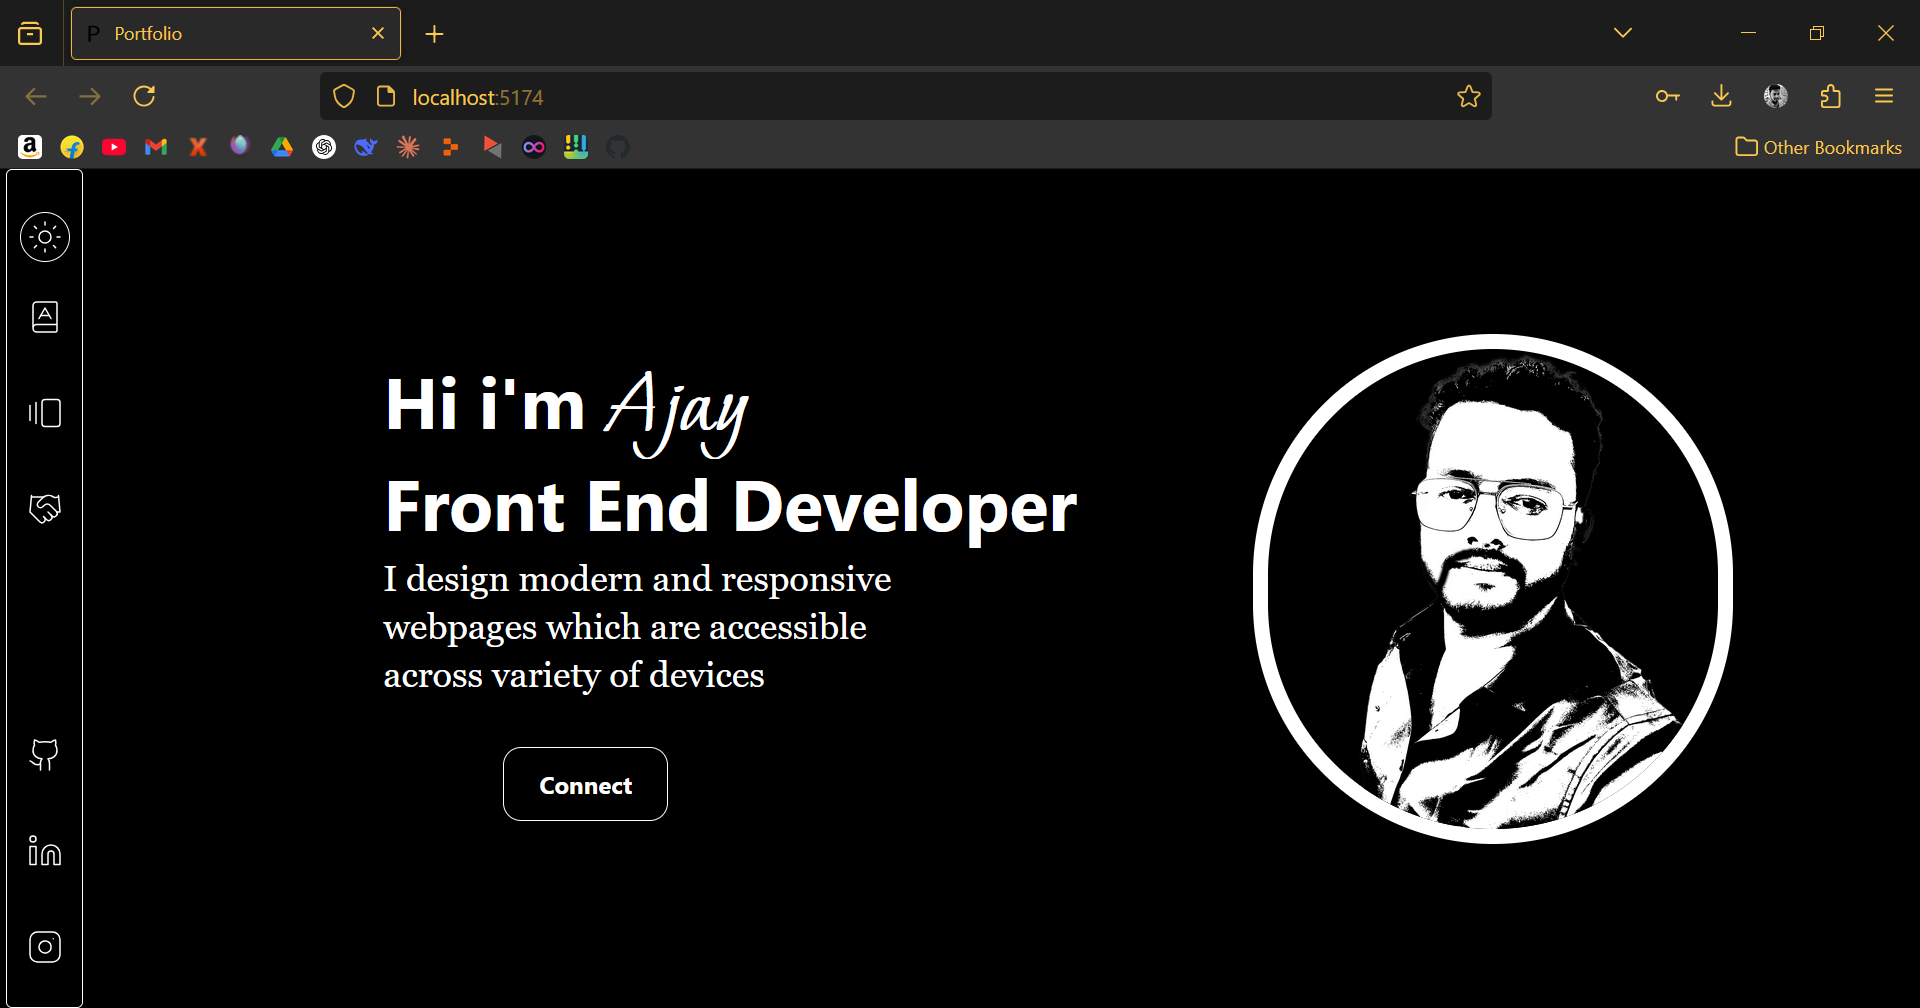 P Portfolio
localhost:5174
Other Bookmarks
Hi i'm Ajay
Front End Developer
I design modern and responsive
webpages which are accessible
across variety of devices
Connect